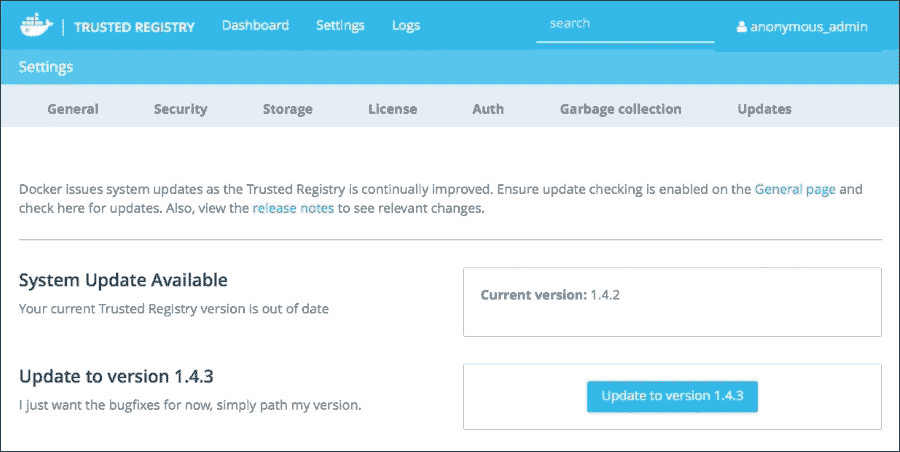 TRUSTED REGISTRY Dashboard Settings Logs search anonymous_admin
Settings
General Security Storage License Auth Garbage collection Updates
Docker issues system updates as the Trusted Registry is continually improved. Ensure update checking is enabled on the General page and
check here for updates. Also, view the release notes to see relevant changes.
System Update Available
Your current Trusted Registry version is out of date
Current version: 1.4.2
Update to version 1.4.3
I just want the bugfixes for now, simply path my version.
Update to version 1.4.3